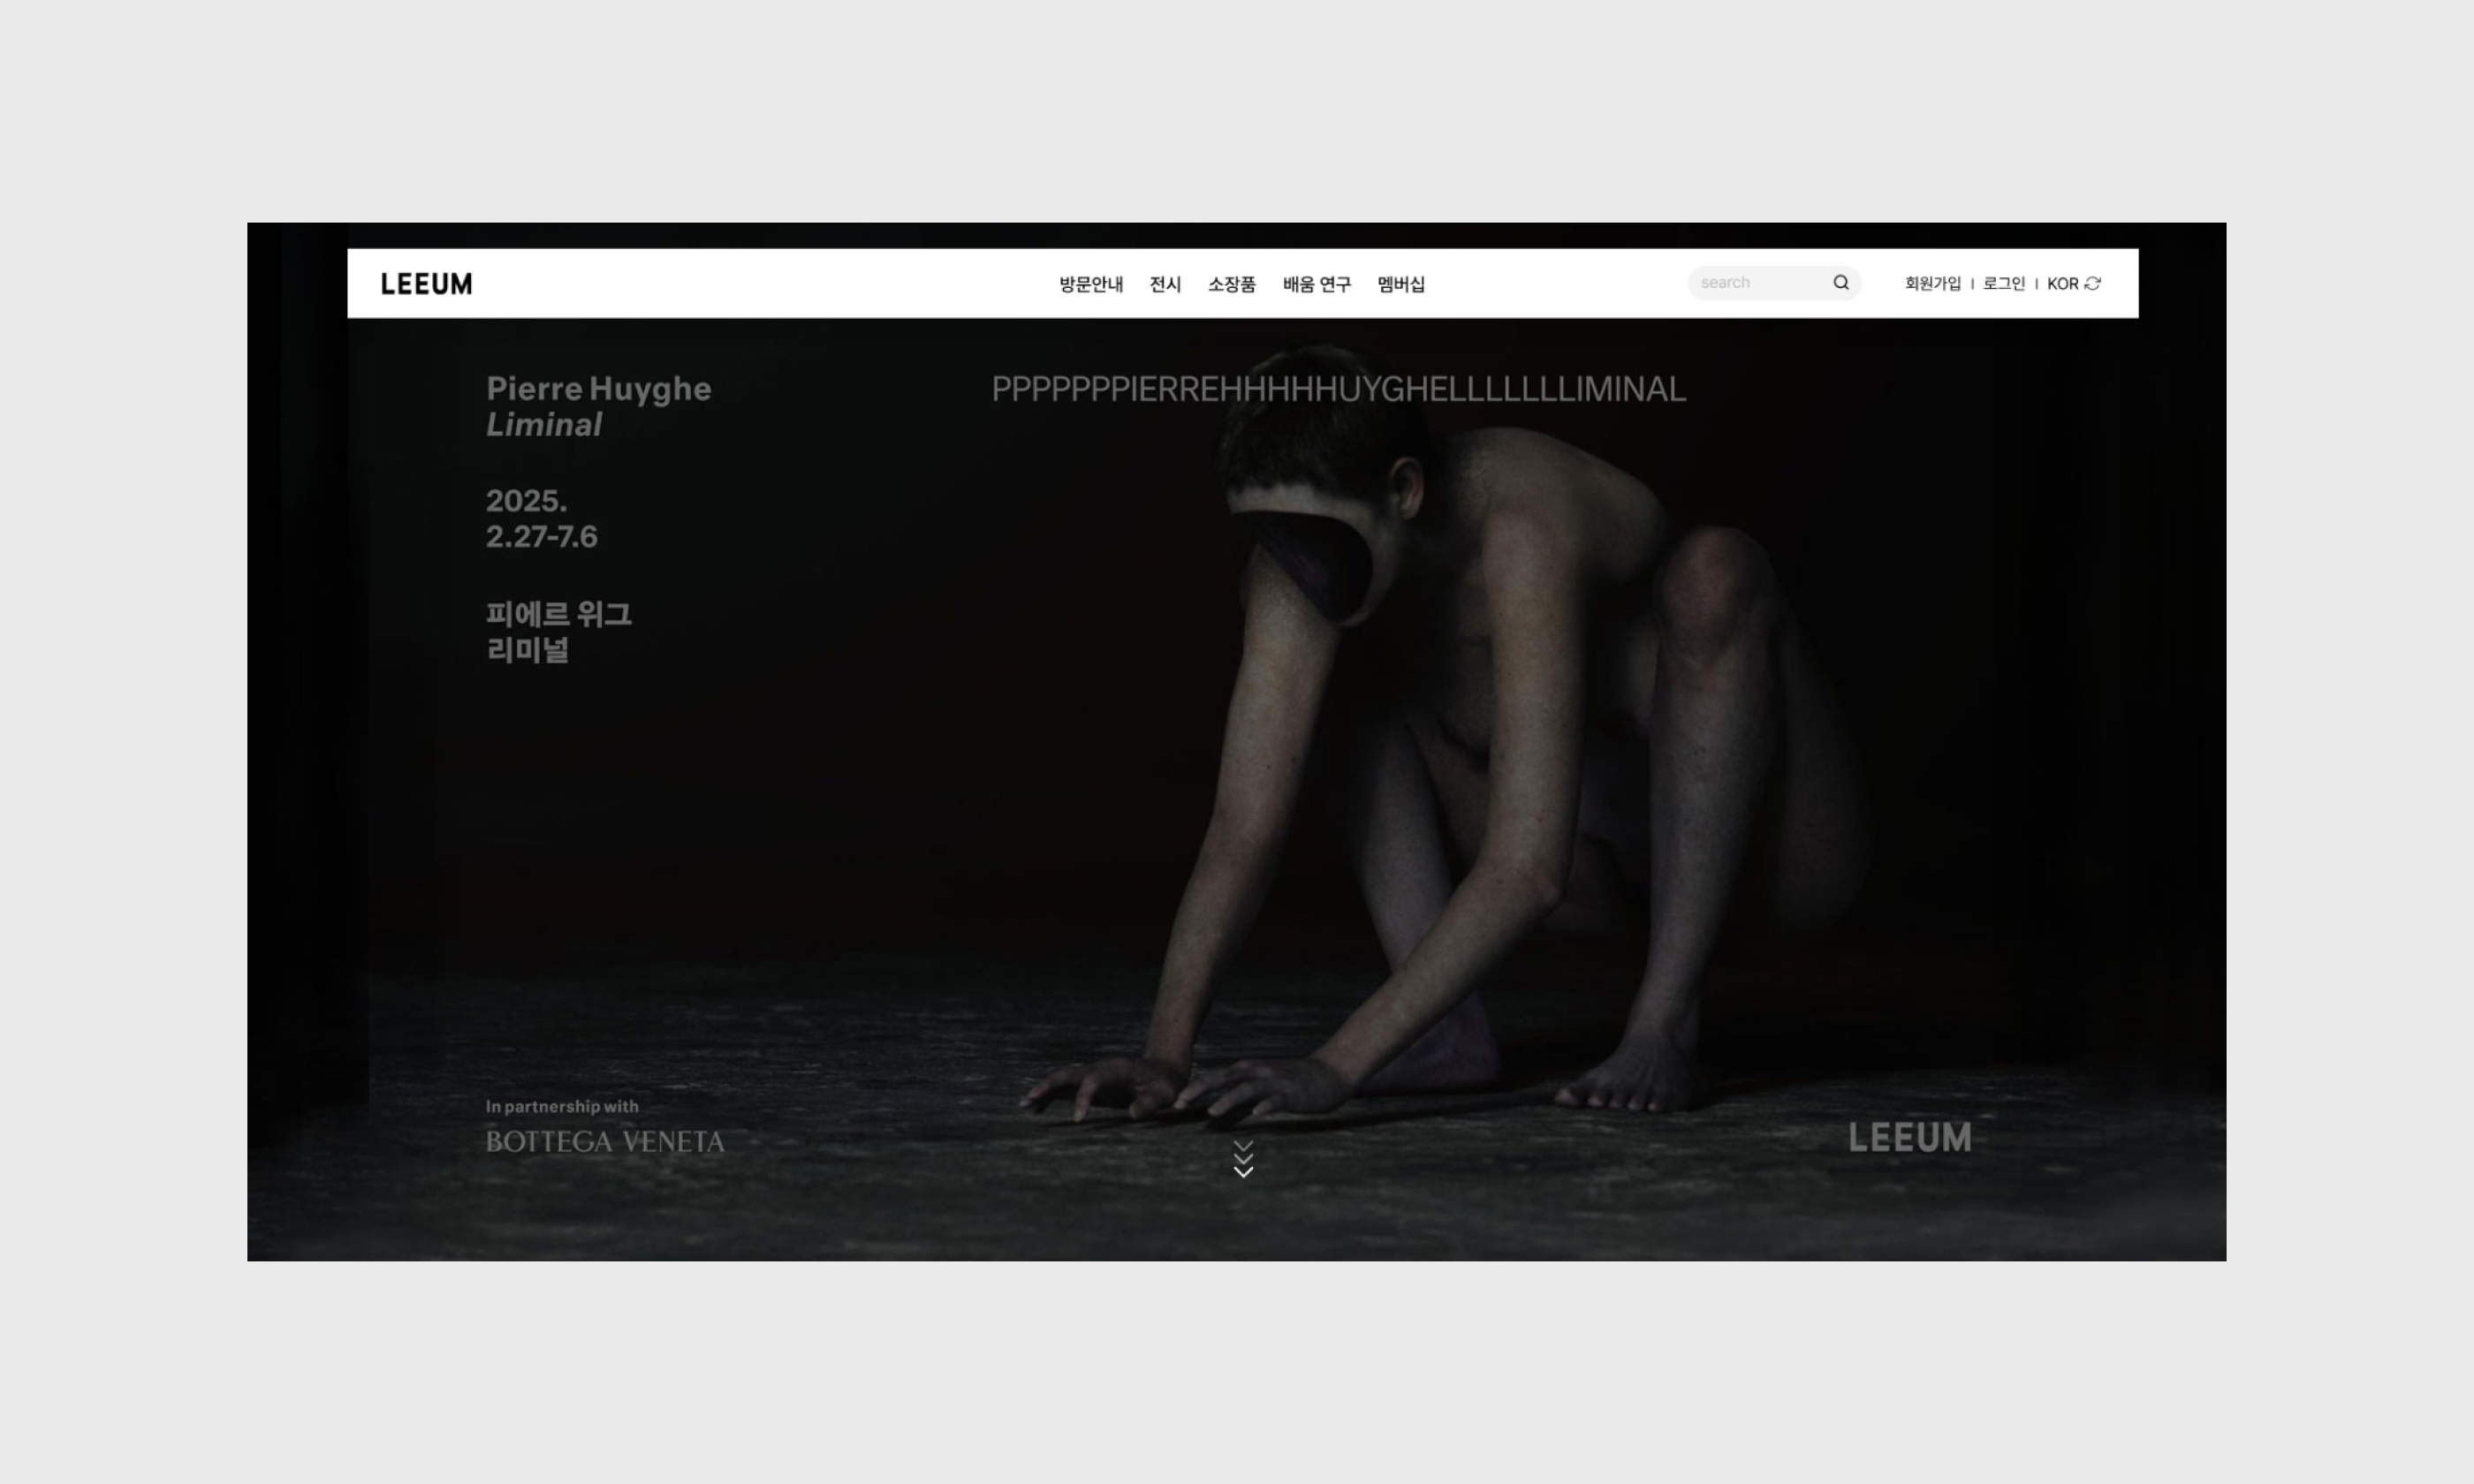 LEEUM
방문안내 전시 소장품 배움 연구 멤버십
search
회원가입 | 로그인 | KOR
Pierre Huyghe
Liminal
PPPPPPPIERREHHHHHUYGHELLLLLLLIMINAL
2025.
2.27-7.6
피에르 위그
리미널
In partnership with
BOTTEGA VENETA
LEEUM